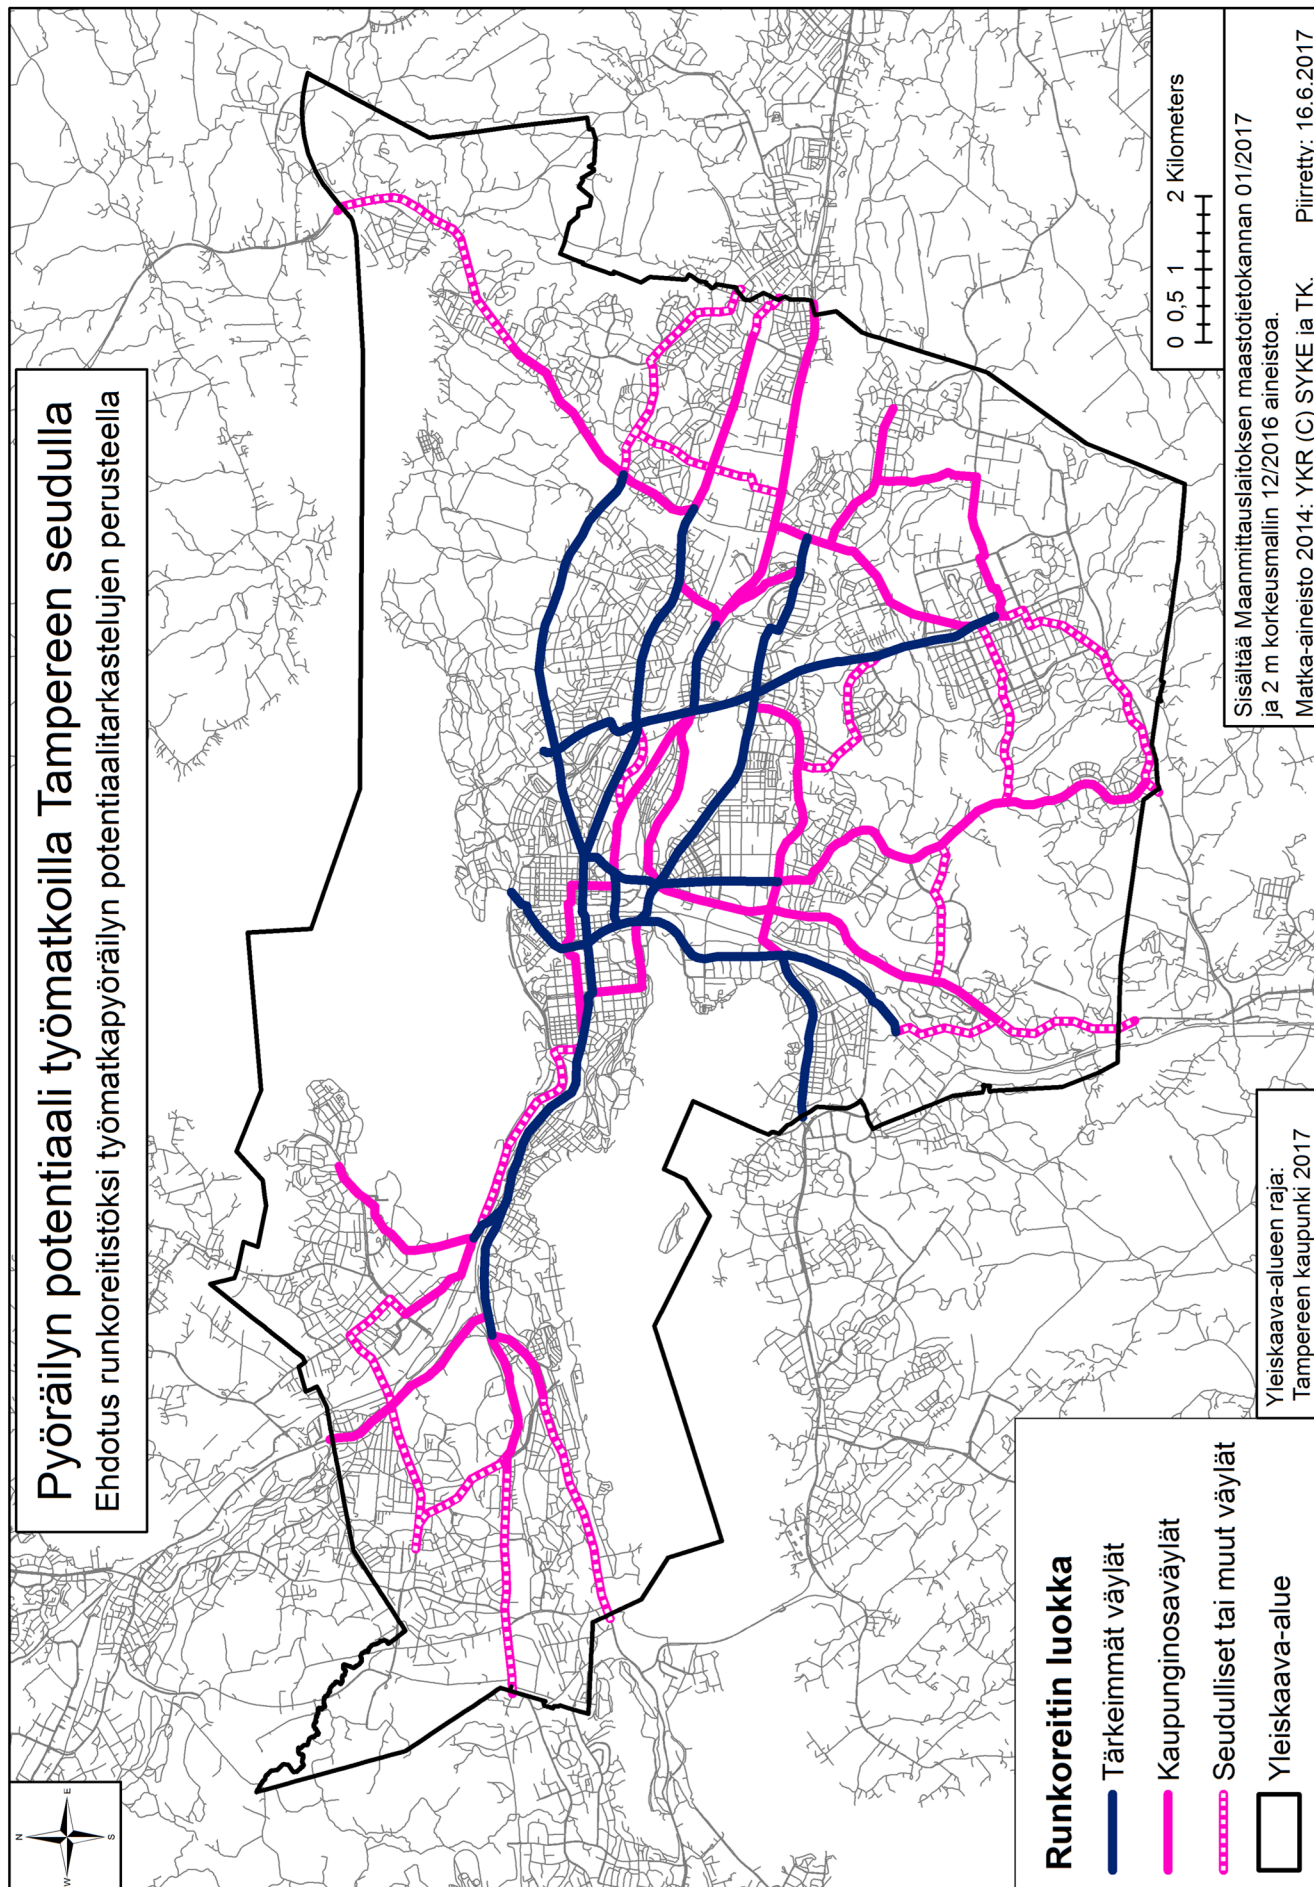 Pyöräilyn potentiaali työmatkoilla Tampereen seudulla
Ehdotus runkoreitistöksi työmatkapyöräilyn potentiaalitarkastelujen perusteella
N
W
E
S
Runkoreitin luokka
Tärkeimmät väylät
Kaupunginosaväylät
Seudulliset tai muut väylät
Yleiskaava-alue
Yleiskaava-alueen raja:
Tampereen kaupunki 2017
0 0,5 1 2 Kilometers
Sisältää Maanmittauslaitoksen maastotietokannan 01/2017
ja 2 m korkeusmallin 12/2016 aineistoa.
Matka-aineisto 2014: YKR (C) SYKE ja TK. Piirretty: 16.6.2017